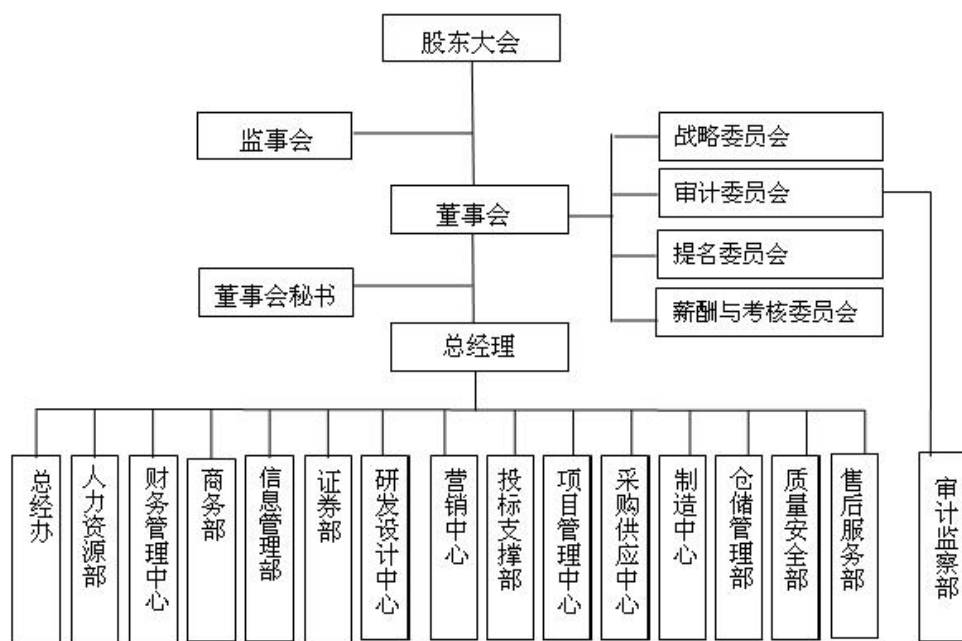 股东大会
监事会
战略委员会
审计委员会
董事会
提名委员会
董事会秘书
薪酬与考核委员会
总经理
总经办
人力资源部
财务管理中心
商务部
信息管理部
证券部
研发设计中心
营销中心
投标支撑部
项目管理中心
采购供应中心
制造中心
仓储管理部
质量安全部
售后服务部
审计监察部